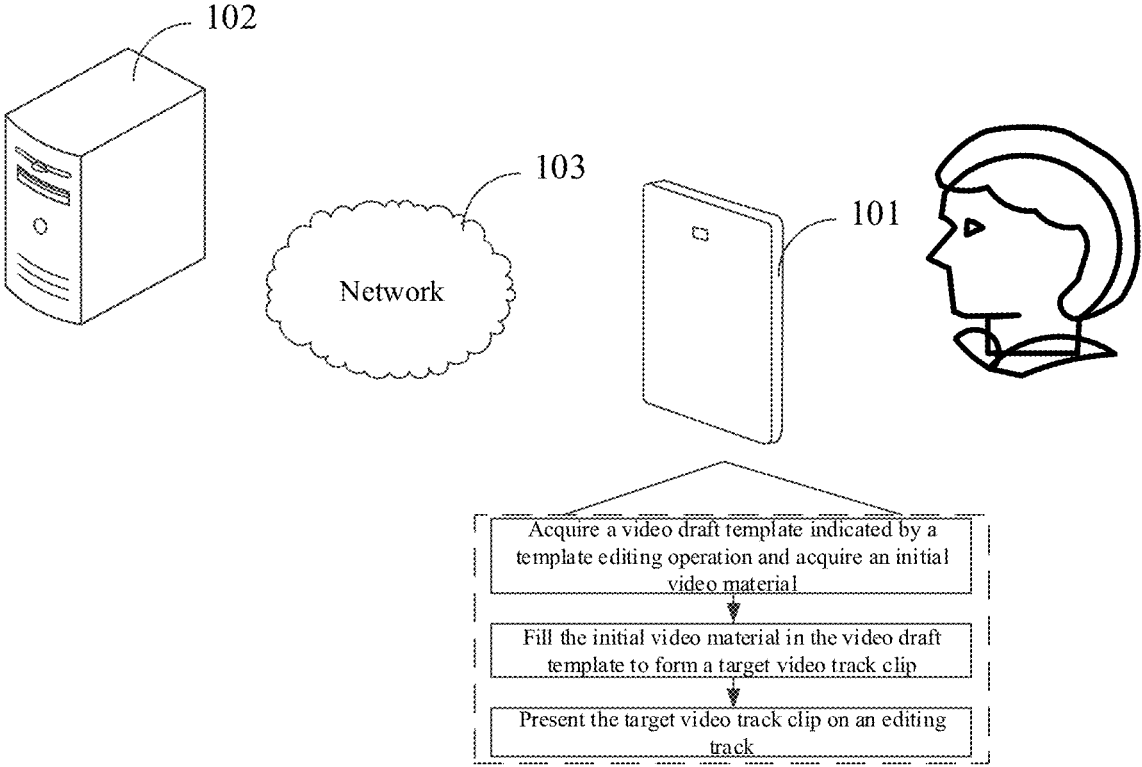 102
103
101
Network
Acquire a video draft template indicated by a
template editing operation and acquire an initial
video material
Fill the initial video material in the video draft
template to form a target video track clip
Present the target video track clip on an editing
track